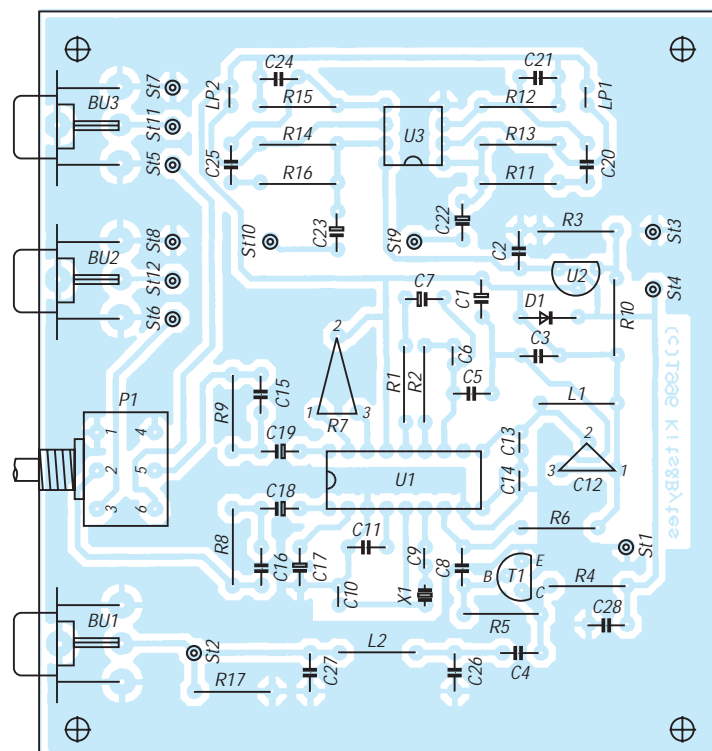 C24
C21
St7
LP2
LP1
BU3
R15
R12
St11
U3
R14
R13
St5
C25
C20
R16
R11
C22
St10
C23
St9
R3
St3
St8
C2
BU2
U2
St12
C7
C1
St4
D1
R10
St6
2
C3
(c)1996 Kits&Bytes
R1
R2
C6
P1
R9
C15
C5
L1
1
3
R7
1
4
C19
C13
2
2
5
U1
C14
3
1
C12
3
6
C18
R6
R8
C11
St1
C16
C17
C9
C8
E
B
T1
C
R4
C10
X1
BU1
R5
C28
St2
L2
C27
C26
C4
R17